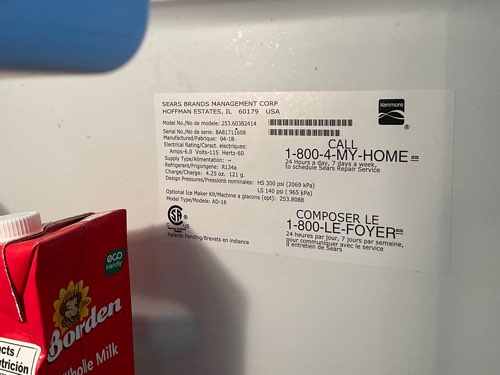 SEARS BRANDS MANAGEMENT CORP
HOFFMAN ESTATES, IL 60179 USA
Model No./No de modele: 253.60382414
Serial No./No de serie: BA81711608
Manufactured/Fabrique: 04-18-
Electrical Rating/Caract. electriques:
Amps-6.0 Volts-115 Hertz-60
Supply Type/Alimentation: ~
Refrigerant/Frigorigene: R134a
Charge/Charge: 4.25 oz. 121 g.
Design Pressures/Pressions nominales: HS 300 psi (2069 kPa)
LS 140 psi ( 965 kPa)
Optional Ice Maker Kit/Machine a glacons (opt): 253.8088
Model Type/Modele: AD-16
Patents Pending/Brevets en instance
Kenmore
CALL
1-800-4-MY-HOME
24 Hours a day, 7 days a week,
to schedule Sears Repair Service
COMPOSER LE
1-800-LE-FOYER
24 heures par jour, 7 jours par semaine,
pour communiquer avec le service
d entretien de Sears
eco
Borden
Whole Milk
cts /
trición